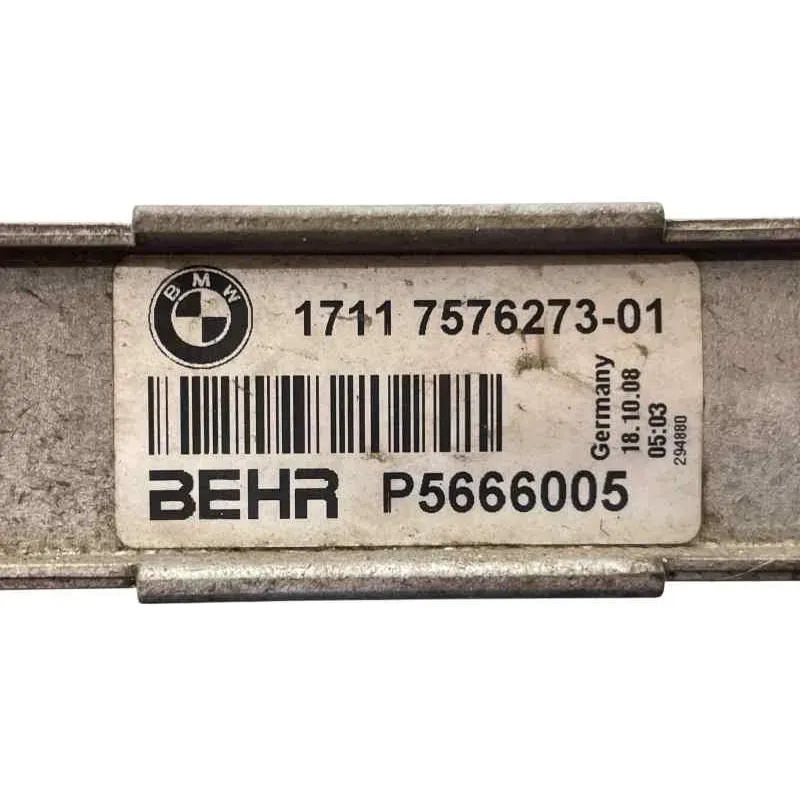 BMW
1711 7576273-01
Germany
18.10.08
05:03
294880
BEHR P5666005